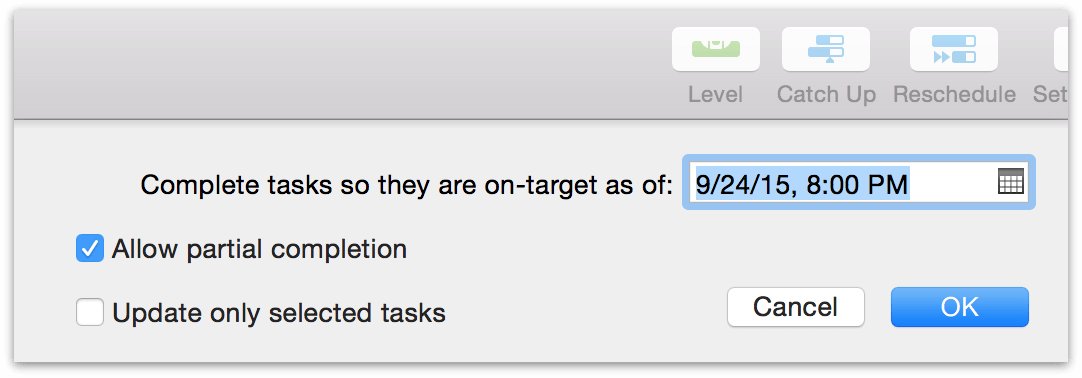 Level Catch Up Reschedule Set
Complete tasks so they are on-target as of: 9/24/15, 8:00 PM
Allow partial completion
Update only selected tasks Cancel OK